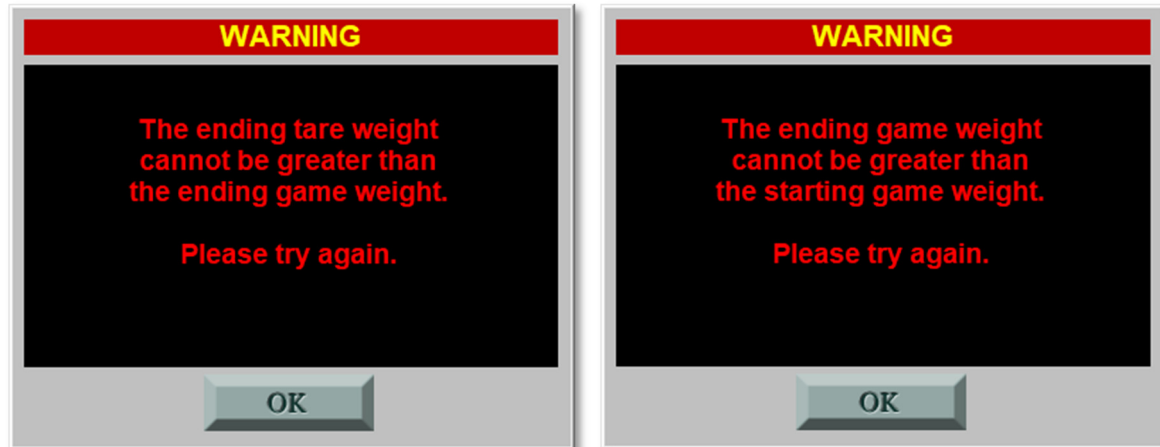 WARNING
The ending tare weight
cannot be greater than
the ending game weight.
Please try again.
OK
WARNING
The ending game weight
cannot be greater than
the starting game weight.
Please try again.
OK